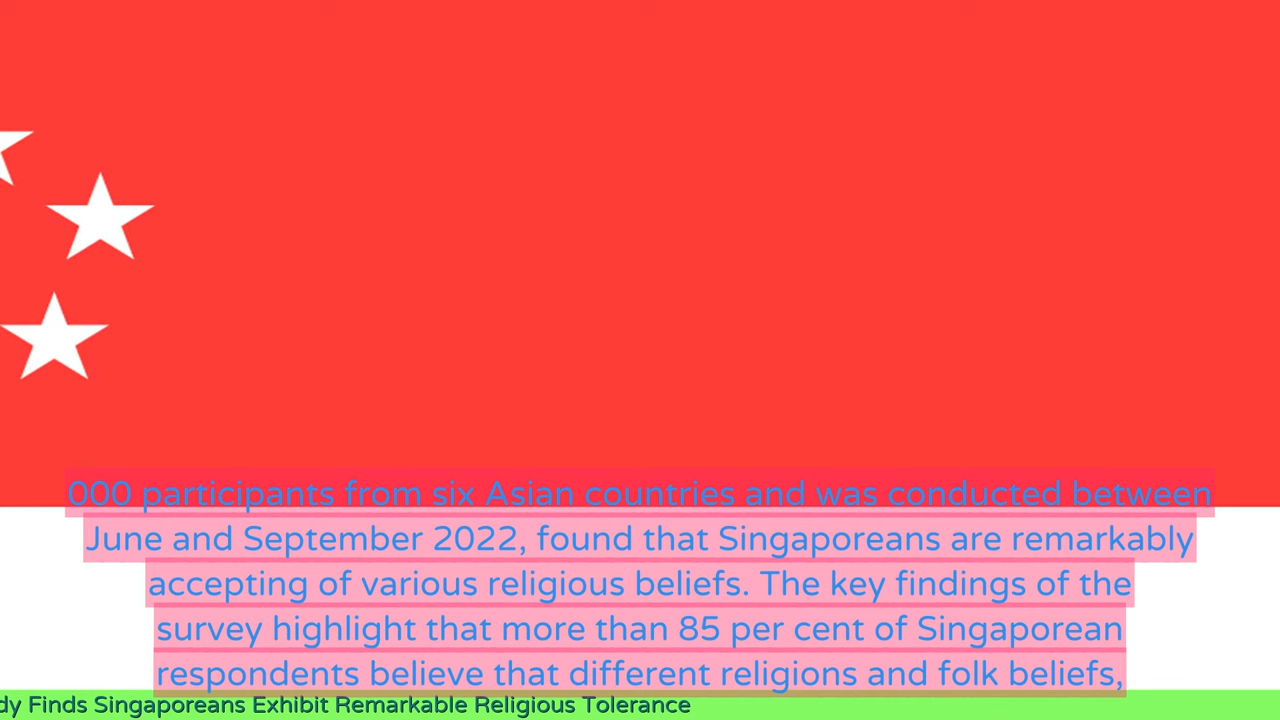 000 participants from six Asian countries and was conducted between
June and September 2022, found that Singaporeans are remarkably
accepting of various religious beliefs. The key findings of the
survey highlight that more than 85 per cent of Singaporean
respondents believe that different religions and folk beliefs,
dy Finds Singaporeans Exhibit Remarkable Religious Tolerance